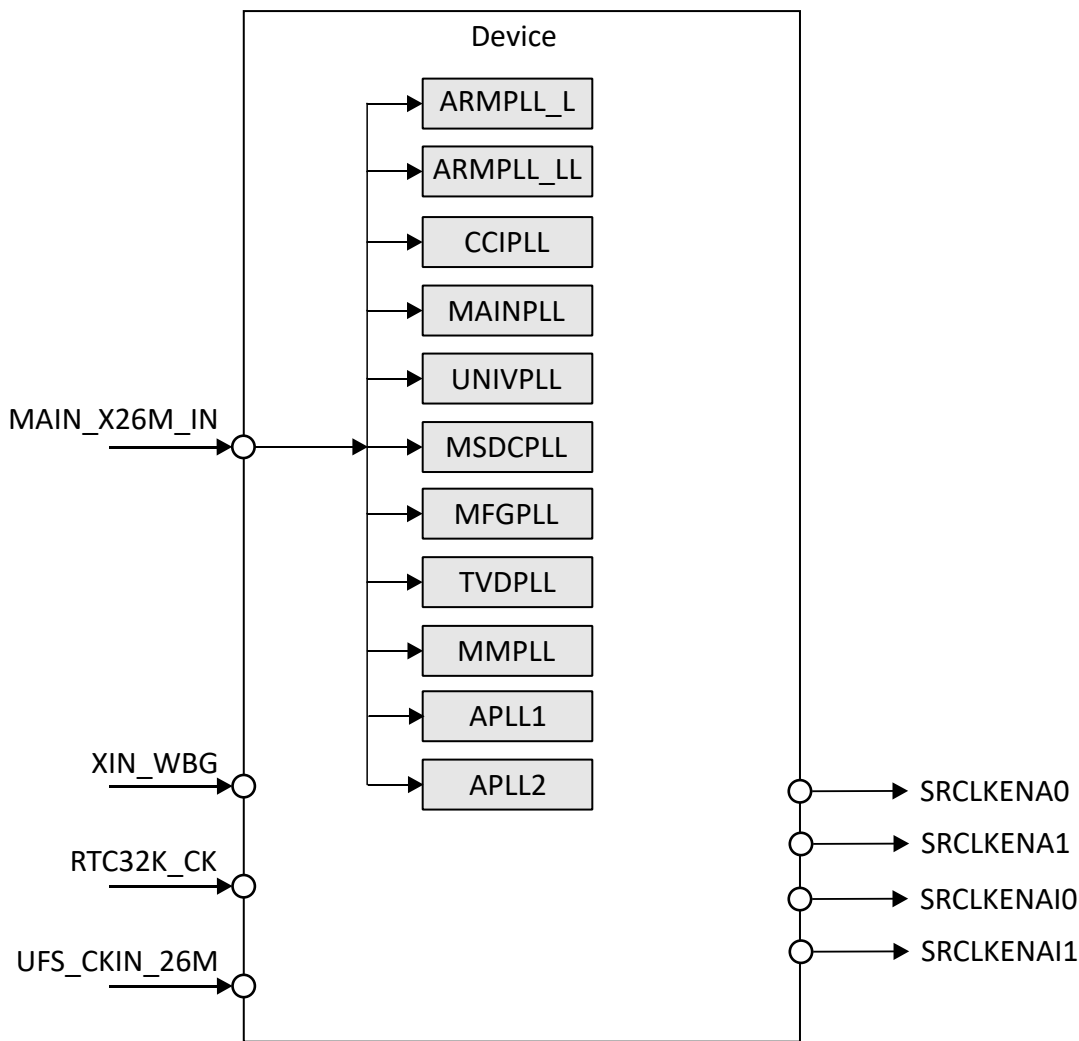 Device
ARMPLL_L
ARMPLL_LL
CCIPLL
MAINPLL
UNIVPLL
MAIN_X26M_IN
MSDCPLL
MFGPLL
TVDPLL
MMPLL
APLL1
XIN_WBG
APLL2
SRCLKENA0
SRCLKENA1
RTC32K_CK
SRCLKENAI0
SRCLKENAI1
UFS_CKIN_26M